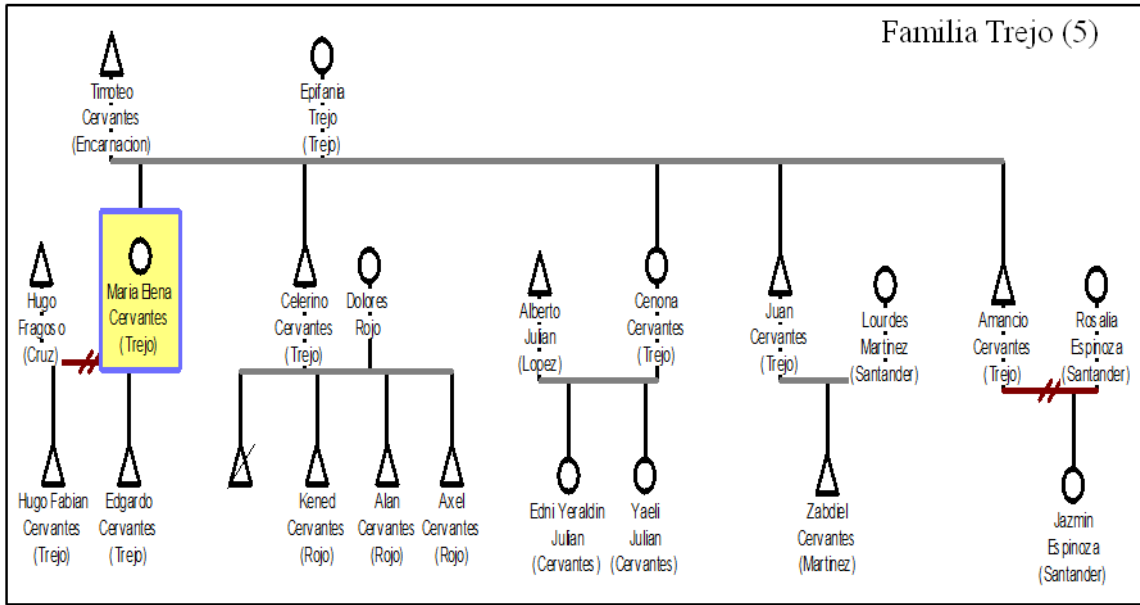 Familia Trejo (5)
Timoteo
Cervantes
(Encarnacion)
Epifania
Trejo
(Trejo)
Hugo
Fragoso
(Cruz)
Maria Elena
Cervantes
(Trejo)
Celerino
Cervantes
(Trejo)
Dolores
Rojo
Alberto
Julian
(Lopez)
Cenona
Cervantes
(Trejo)
Juan
Cervantes
(Trejo)
Lourdes
Martinez
(Santander)
Amancio
Cervantes
(Trejo)
Rosalia
Espinoza
(Santander)
Hugo Fabian
Cervantes
(Trejo)
Edgardo
Cervantes
(Trejo)
Kened
Cervantes
(Rojo)
Alan
Cervantes
(Rojo)
Axel
Cervantes
(Rojo)
Edni Yeraldin
Julian
(Cervantes)
Yaeli
Julian
(Cervantes)
Zabdiel
Cervantes
(Martinez)
Jazmin
Espinoza
(Santander)